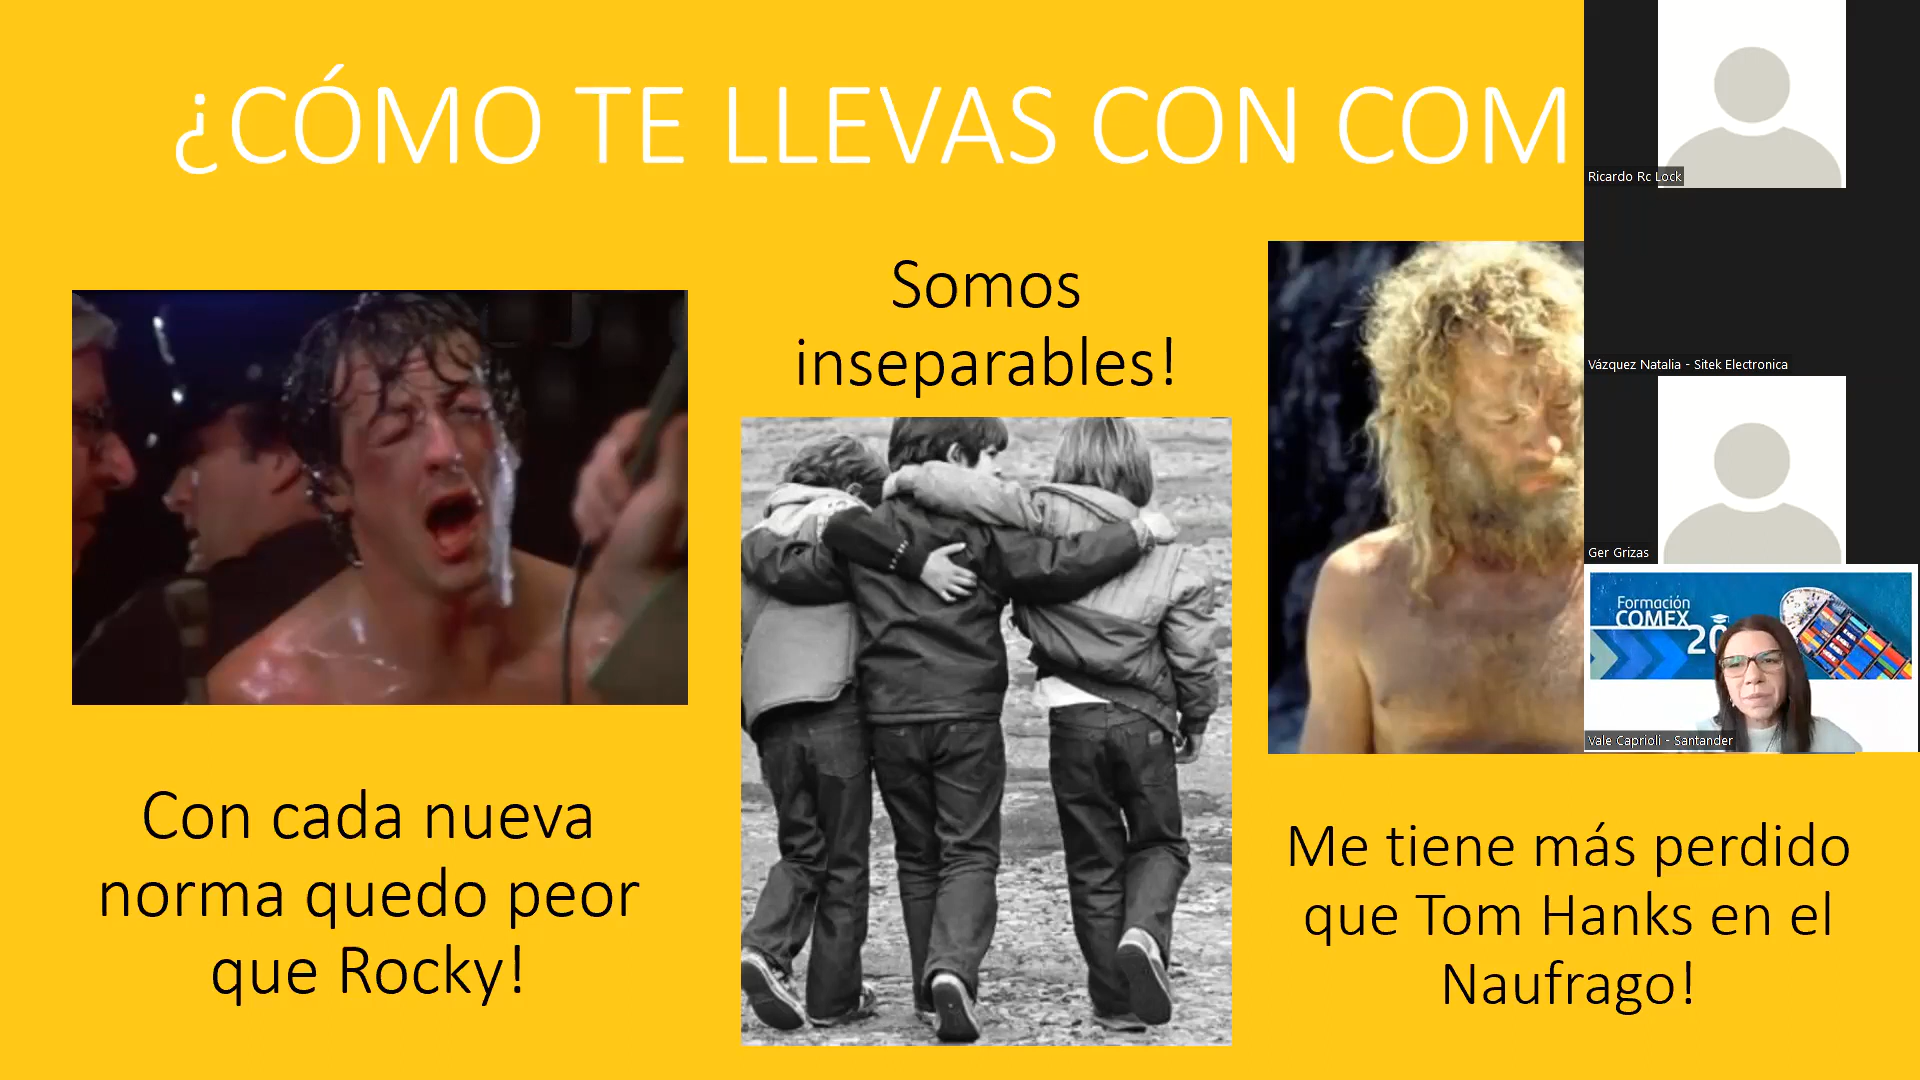 ¿CÓMO TE LLEVAS CON COM
Somos
inseparables!
Con cada nueva
norma quedo peor
que Rocky!
Me tiene más perdido
que Tom Hanks en el
Naufrago!
Ricardo Rc Lock
Vázquez Natalia - Sitek Electronica
Ger Grizas
Formación
COMEX
20
Vale Caprioli - Santander